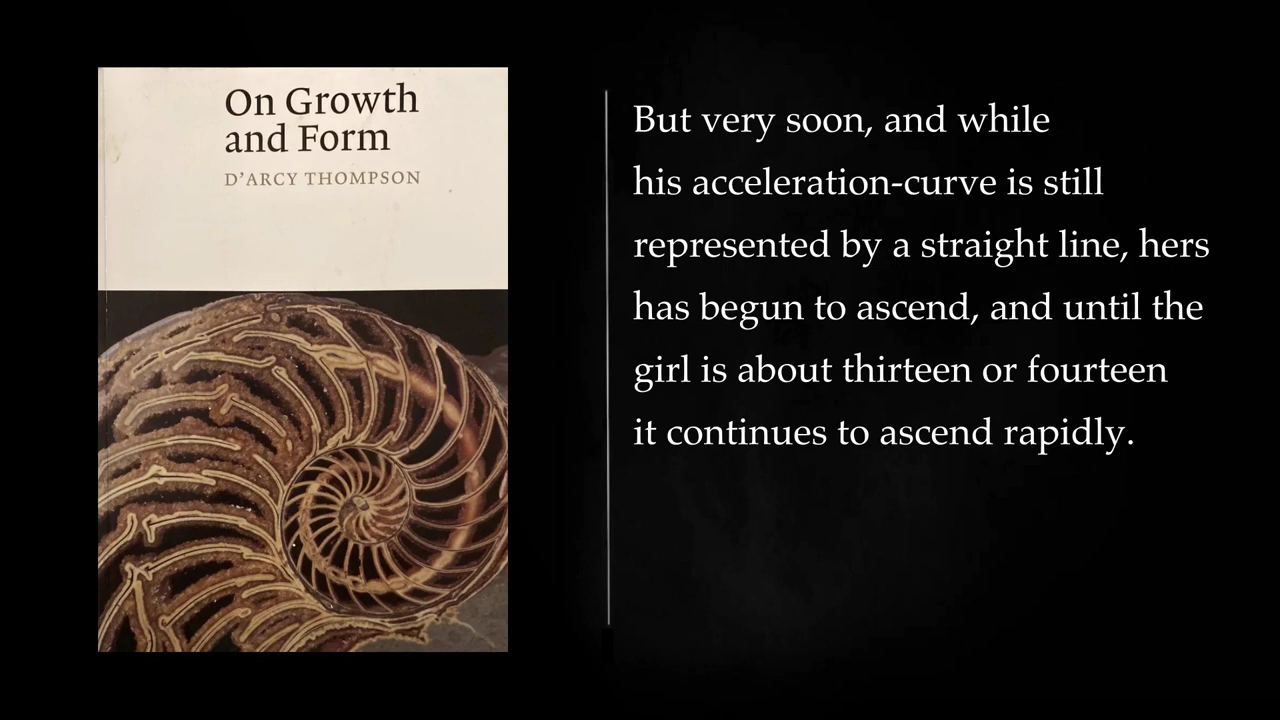 On Growth
and Form
D'ARCY THOMPSON
But very soon, and while
his acceleration-curve is still
represented by a straight line, hers
has begun to ascend, and until the
girl is about thirteen or fourteen
it continues to ascend rapidly.